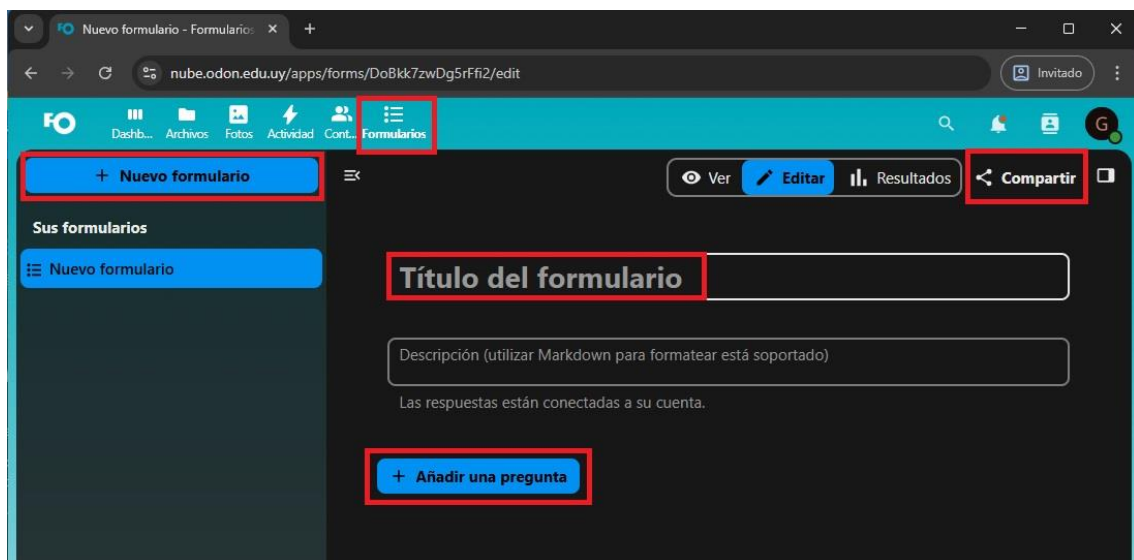 Nuevo formulario - Formularios
nube.odon.edu.uy/apps/forms/DoBkk7zwDg5rFfi2/edit
Invitado
FO
Dashb...
Archivos
Fotos
Actividad
Cont...
Formularios
G
+ Nuevo formulario
Ver
Editar
Resultados
Compartir
Sus formularios
Nuevo formulario
Título del formulario
Descripción (utilizar Markdown para formatear está soportado)
Las respuestas están conectadas a su cuenta.
+ Añadir una pregunta